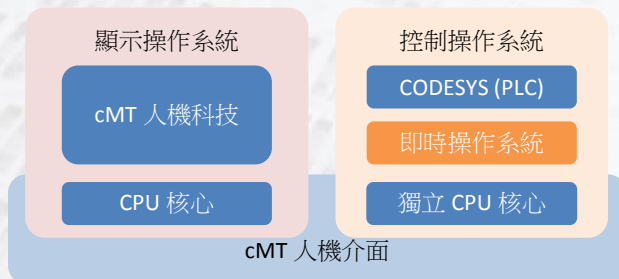 顯示操作系統
cMT 人機科技
CPU 核心
控制操作系統
CODESYS (PLC)
即時操作系統
獨立 CPU 核心
cMT 人機介面